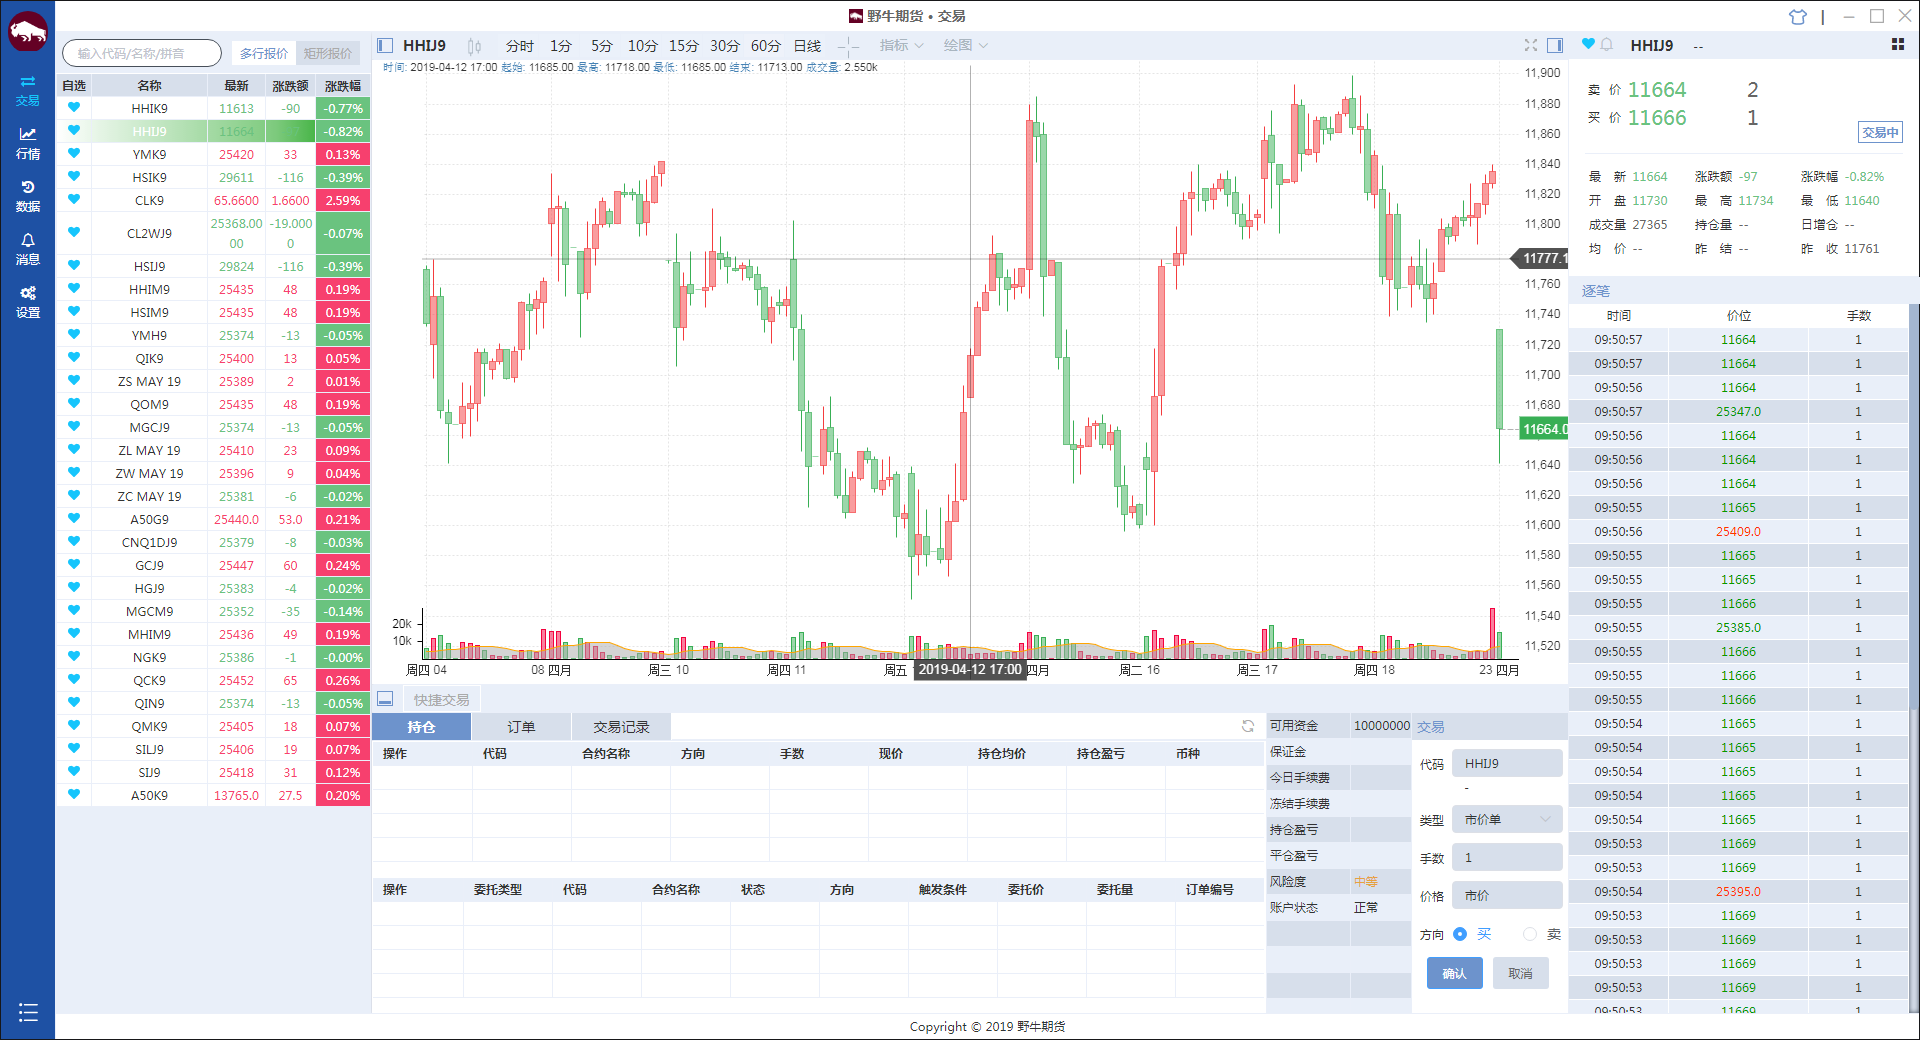 野牛期货 • 交易
交易
行情
数据
消息
设置
输入代码/名称/拼音 多行报价 矩形报价
自选 名称 最新 涨跌额 涨跌幅
HHIK9 11613 -90 -0.77%
HHIJ9 11664 -0.82%
YMK9 25420 33 0.13%
HSIK9 29611 -116 -0.39%
CLK9 65.6600 1.6600 2.59%
CL2WJ9 25368.0000 -19.0000 -0.07%
HSIJ9 29824 -116 -0.39%
HHIM9 25435 48 0.19%
HSIM9 25435 48 0.19%
YMH9 25374 -13 -0.05%
QIK9 25400 13 0.05%
ZS MAY 19 25389 2 0.01%
QOM9 25435 48 0.19%
MGCJ9 25374 -13 -0.05%
ZL MAY 19 25410 23 0.09%
ZW MAY 19 25396 9 0.04%
ZC MAY 19 25381 -6 -0.02%
A50G9 25440.0 53.0 0.21%
CNQ1DJ9 25379 -8 -0.03%
GCJ9 25447 60 0.24%
HGJ9 25383 -4 -0.02%
MGCM9 25352 -35 -0.14%
MHIM9 25436 49 0.19%
NGK9 25386 -1 -0.00%
QCK9 25452 65 0.26%
QIN9 25374 -13 -0.05%
QMK9 25405 18 0.07%
SILJ9 25406 19 0.07%
SIJ9 25418 31 0.12%
A50K9 13765.0 27.5 0.20%
HHIJ9 分时 1分 5分 10分 15分 30分 60分 日线 指标 绘图
时间: 2019-04-12 17:00 起始: 11685.00 最高: 11718.00 最低: 11685.00 结束: 11713.00 成交量: 2.550k
11,900
11,880
11,860
11,840
11,820
11,800
11777.1
11,760
11,740
11,720
11,700
11,680
11664.0
11,640
11,620
11,600
11,580
11,560
11,540
11,520
20k
10k
周四 04 08 四月 周三 10 周四 11 周五 2019-04-12 17:00 四月 周二 16 周三 17 周四 18 23 四月
快捷交易
持仓 订单 交易记录
操作 代码 合约名称 方向 手数 现价 持仓均价 持仓盈亏 币种
操作 委托类型 代码 合约名称 状态 方向 触发条件 委托价 委托量 订单编号
可用资金 10000000
保证金
今日手续费
冻结手续费
持仓盈亏
平仓盈亏
风险度 中等
账户状态 正常
交易
代码 HHIJ9
-
类型 市价单
手数 1
价格 市价
方向 买 卖
确认 取消
HHIJ9 --
卖 价 11664 2
买 价 11666 1
交易中
最 新 11664 涨跌额 -97 涨跌幅 -0.82%
开 盘 11730 最 高 11734 最 低 11640
成交量 27365 持仓量 -- 日增仓 --
均 价 -- 昨 结 -- 昨 收 11761
逐笔
时间 价位 手数
09:50:57 11664 1
09:50:57 11664 1
09:50:56 11664 1
09:50:57 25347.0 1
09:50:56 11664 1
09:50:56 11664 1
09:50:56 11664 1
09:50:55 11665 1
09:50:56 25409.0 1
09:50:55 11665 1
09:50:55 11665 1
09:50:55 11666 1
09:50:55 25385.0 1
09:50:55 11666 1
09:50:55 11666 1
09:50:55 11666 1
09:50:54 11665 1
09:50:54 11665 1
09:50:54 11665 1
09:50:54 11665 1
09:50:54 11665 1
09:50:53 11669 1
09:50:53 11669 1
09:50:54 25395.0 1
09:50:53 11669 1
09:50:53 11669 1
09:50:53 11669 1
09:50:53 11669 1
09:50:53 11669 1
Copyright © 2019 野牛期货